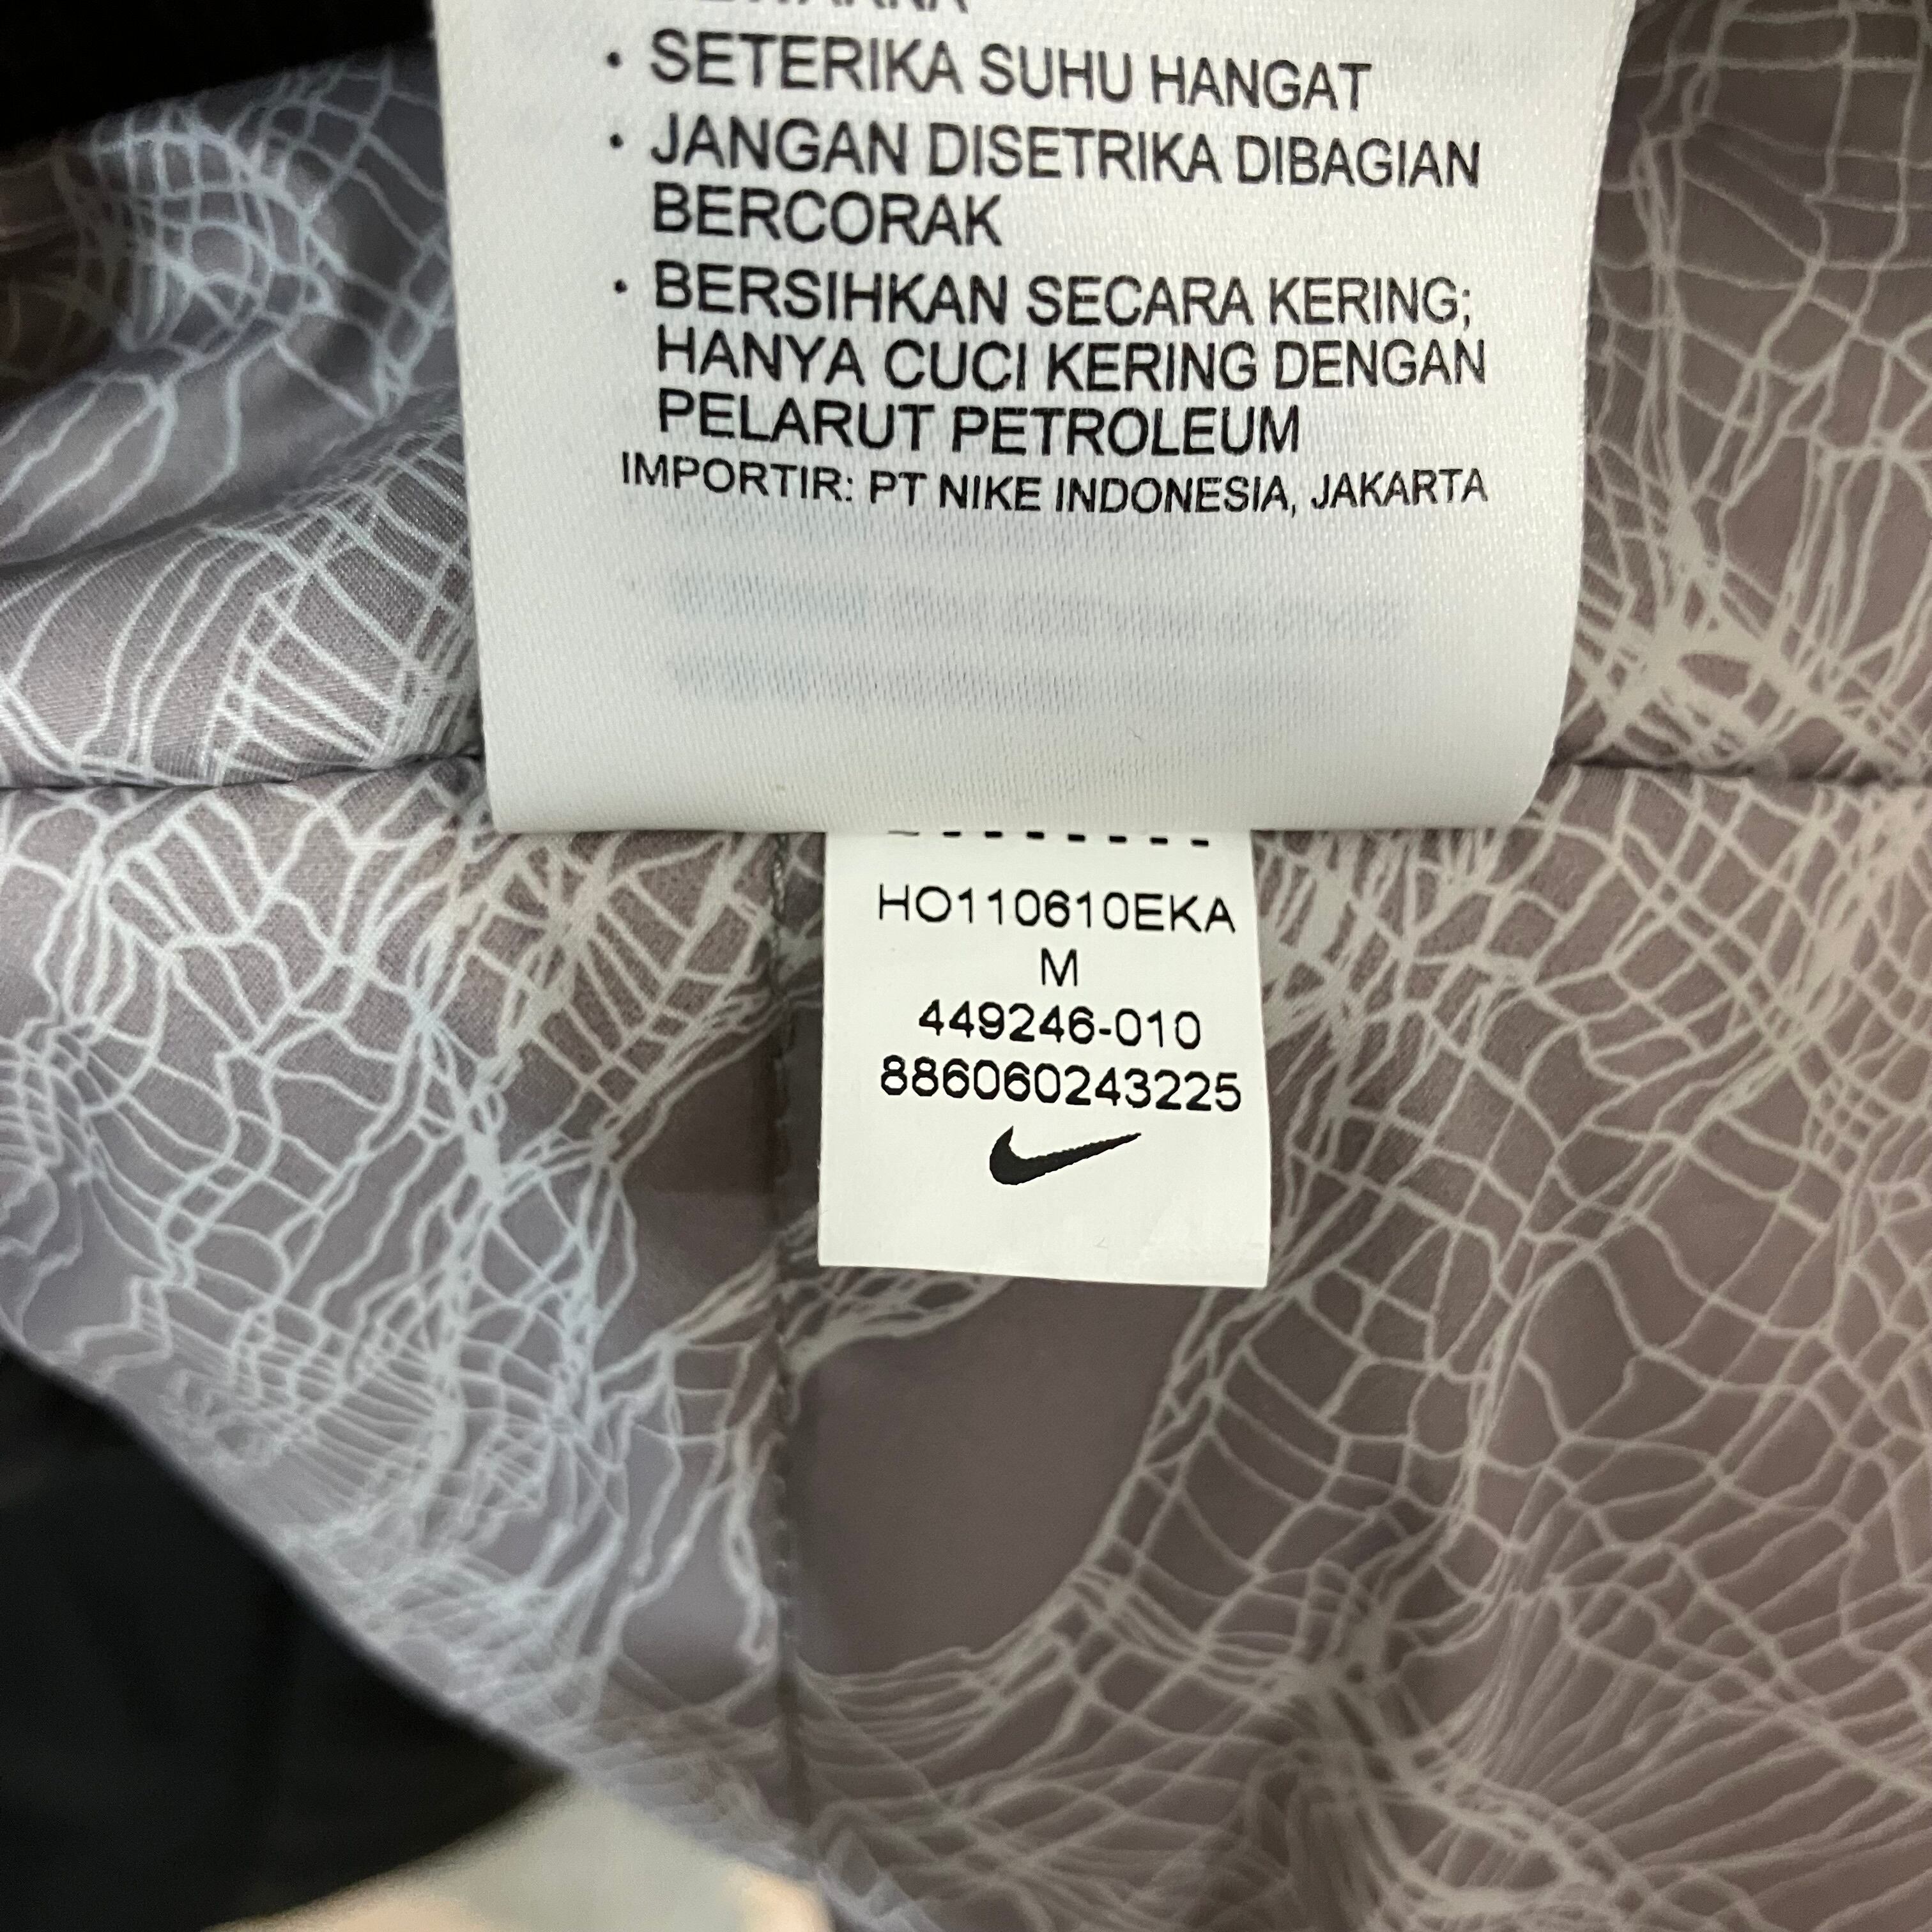 • SETERIKA SUHU HANGAT
• JANGAN DISETRIKA DIBAGIAN
BERCORAK
• BERSIHKAN SECARA KERING;
HANYA CUCI KERING DENGAN
PELARUT PETROLEUM
IMPORTIR: PT NIKE INDONESIA, JAKARTA
HO110610EKA
M
449246-010
886060243225